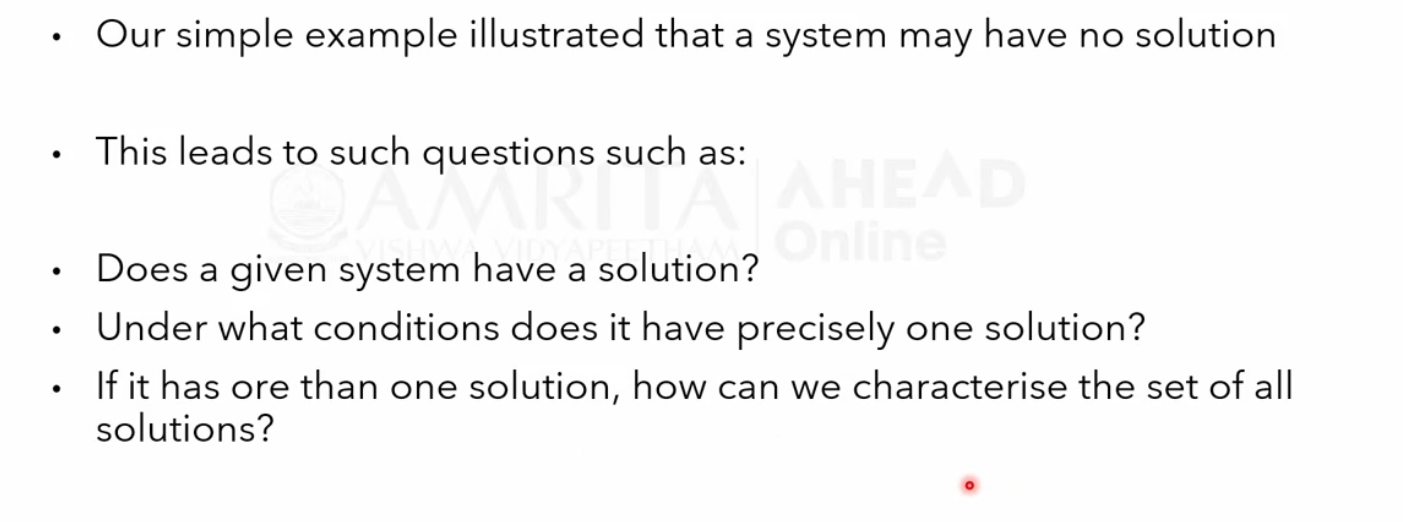 • Our simple example illustrated that a system may have no solution
• This leads to such questions such as:
AMRITA AHEAD
VISHWA VIDYAPEETHAM Online
• Does a given system have a solution?
• Under what conditions does it have precisely one solution?
• If it has ore than one solution, how can we characterise the set of all
solutions?